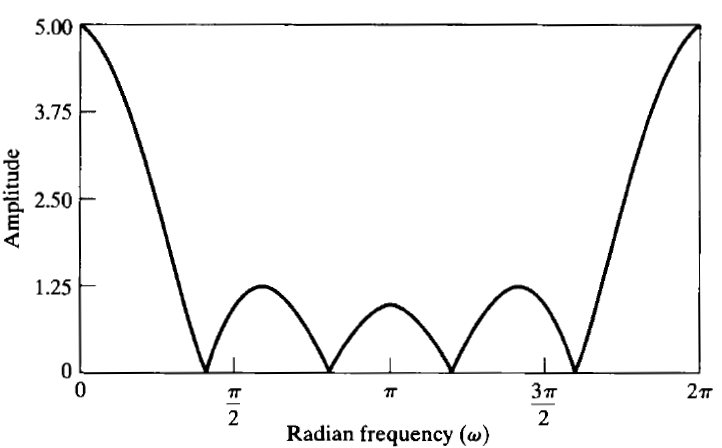 5.00
3.75
2.50
1.25
0
Amplitude
0
π/2
π
3π/2
2π
Radian frequency (ω)